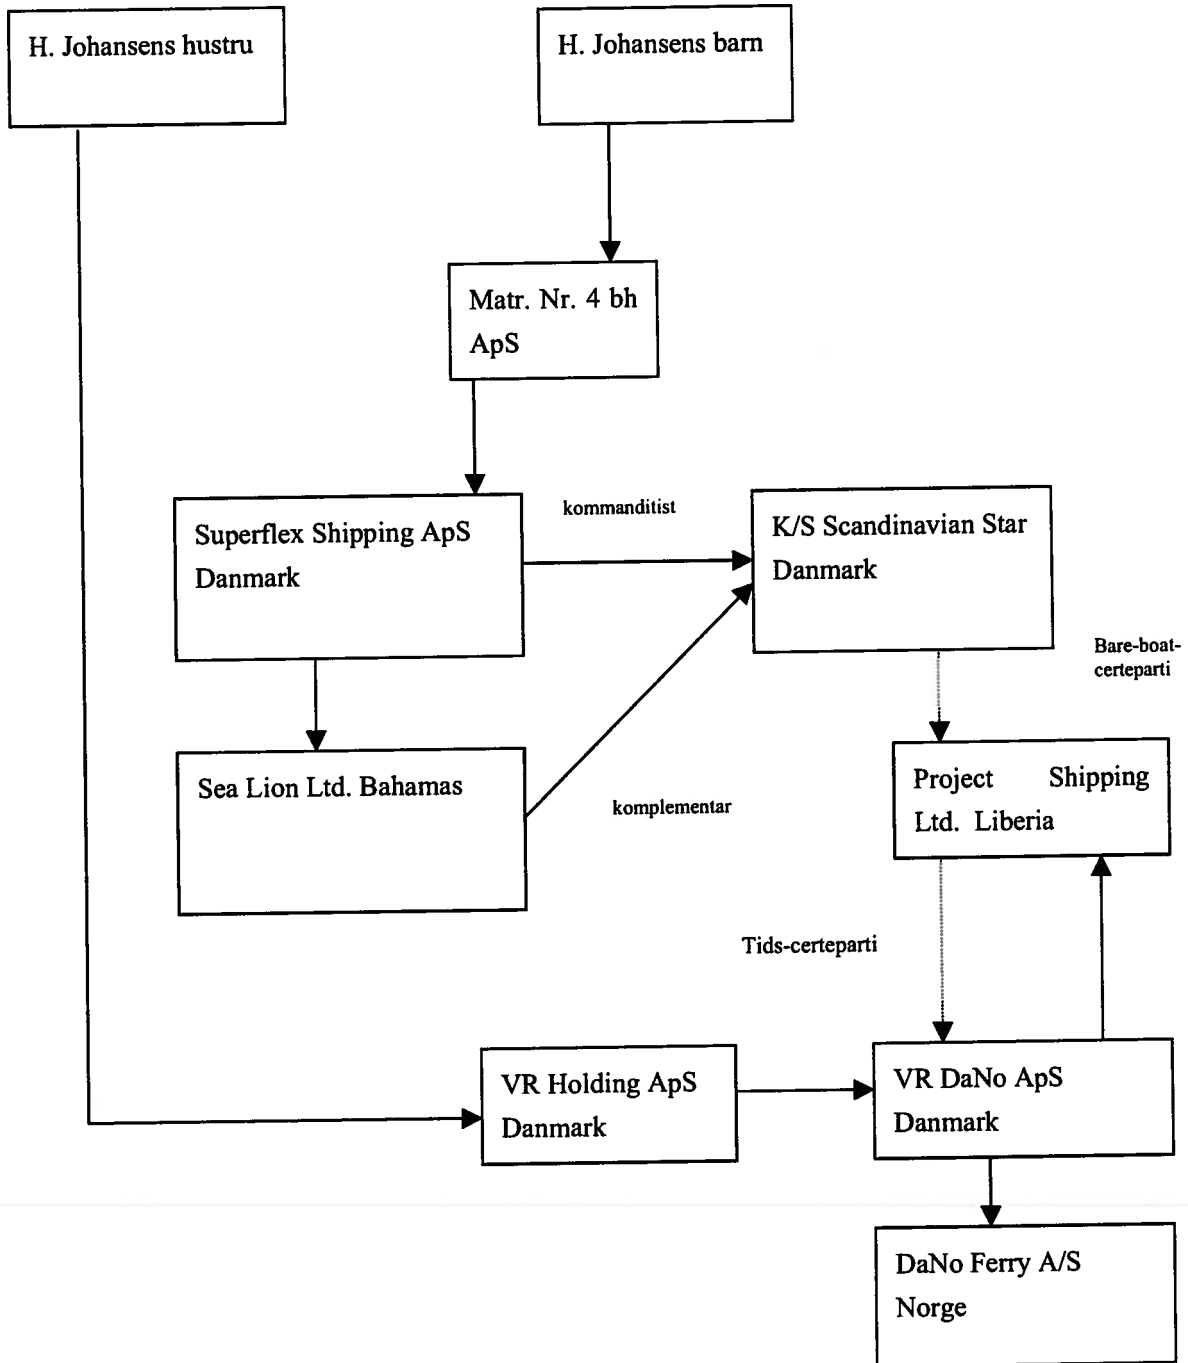 H. Johansens hustru
H. Johansens barn
Matr. Nr. 4 bh
ApS
Superflex Shipping ApS
Danmark
kommanditist
K/S Scandinavian Star
Danmark
Bare-boat-
certeparti
Sea Lion Ltd. Bahamas
komplementar
Project Shipping
Ltd. Liberia
Tids-certeparti
VR Holding ApS
Danmark
VR DaNo ApS
Danmark
DaNo Ferry A/S
Norge